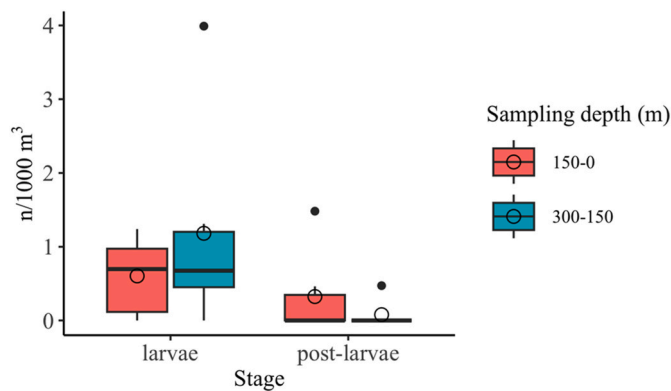 4
3
2
1
0
n/1000 m³
larvae
post-larvae
Stage
Sampling depth (m)
150-0
300-150